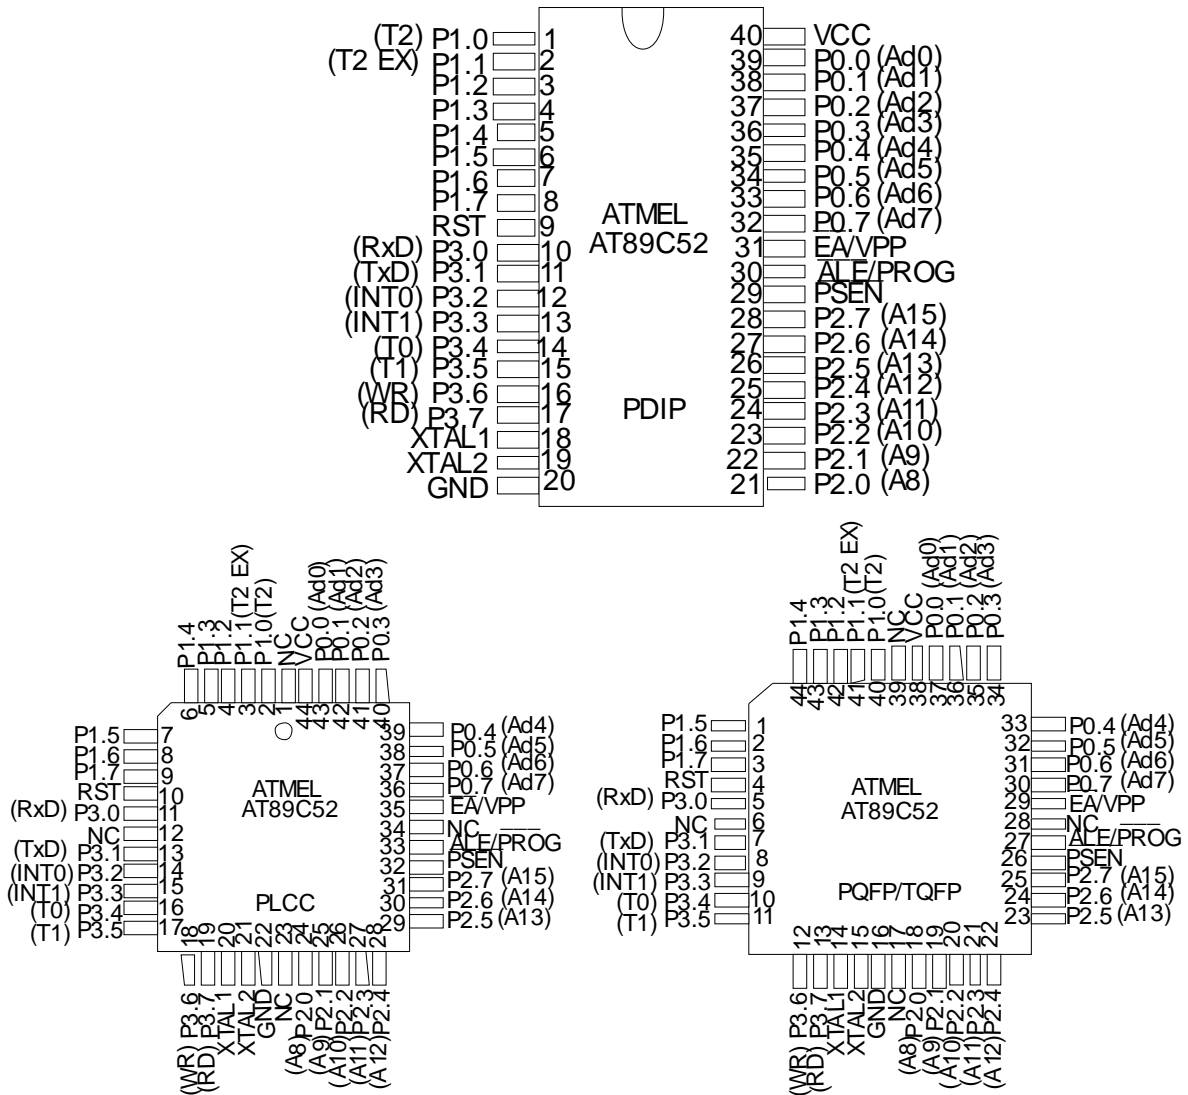 (T2) P1.0 1
(T2 EX) P1.1 2
P1.2 3
P1.3 4
P1.4 5
P1.5 6
P1.6 7
P1.7 8
RST 9
(RxD) P3.0 10
(TxD) P3.1 11
(INT0) P3.2 12
(INT1) P3.3 13
(T0) P3.4 14
(T1) P3.5 15
(WR) P3.6 16
(RD) P3.7 17
XTAL1 18
XTAL2 19
GND 20
ATMEL
AT89C52
PDIP
40 VCC
39 P0.0 (Ad0)
38 P0.1 (Ad1)
37 P0.2 (Ad2)
36 P0.3 (Ad3)
35 P0.4 (Ad4)
34 P0.5 (Ad5)
33 P0.6 (Ad6)
32 P0.7 (Ad7)
31 EA/VPP
30 ALE/PROG
29 PSEN
28 P2.7 (A15)
27 P2.6 (A14)
26 P2.5 (A13)
25 P2.4 (A12)
24 P2.3 (A11)
23 P2.2 (A10)
22 P2.1 (A9)
21 P2.0 (A8)
6 P1.4
5 P1.3
4 P1.2
3 P1.1 (T2 EX)
2 P1.0 (T2)
1 NC
44 VCC
43 P0.0 (Ad0)
42 P0.1 (Ad1)
41 P0.2 (Ad2)
40 P0.3 (Ad3)
P1.5 7
P1.6 8
P1.7 9
RST 10
(RxD) P3.0 11
NC 12
(TxD) P3.1 13
(INT0) P3.2 14
(INT1) P3.3 15
(T0) P3.4 16
(T1) P3.5 17
ATMEL
AT89C52
PLCC
39 P0.4 (Ad4)
38 P0.5 (Ad5)
37 P0.6 (Ad6)
36 P0.7 (Ad7)
35 EA/VPP
34 NC
33 ALE/PROG
32 PSEN
31 P2.7 (A15)
30 P2.6 (A14)
29 P2.5 (A13)
18 (WR) P3.6
19 (RD) P3.7
20 XTAL1
21 XTAL2
22 GND
23 NC
24 (A8) P2.0
25 (A9) P2.1
26 (A10) P2.2
27 (A11) P2.3
28 (A12) P2.4
44 P1.4
43 P1.3
42 P1.2
41 P1.1 (T2 EX)
40 P1.0 (T2)
39 NC
38 VCC
37 P0.0 (Ad0)
36 P0.1 (Ad1)
35 P0.2 (Ad2)
34 P0.3 (Ad3)
P1.5 1
P1.6 2
P1.7 3
RST 4
(RxD) P3.0 5
NC 6
(TxD) P3.1 7
(INT0) P3.2 8
(INT1) P3.3 9
(T0) P3.4 10
(T1) P3.5 11
ATMEL
AT89C52
PQFP/TQFP
33 P0.4 (Ad4)
32 P0.5 (Ad5)
31 P0.6 (Ad6)
30 P0.7 (Ad7)
29 EA/VPP
28 NC
27 ALE/PROG
26 PSEN
25 P2.7 (A15)
24 P2.6 (A14)
23 P2.5 (A13)
12 (WR) P3.6
13 (RD) P3.7
14 XTAL1
15 XTAL2
16 GND
17 NC
18 (A8) P2.0
19 (A9) P2.1
20 (A10) P2.2
21 (A11) P2.3
22 (A12) P2.4